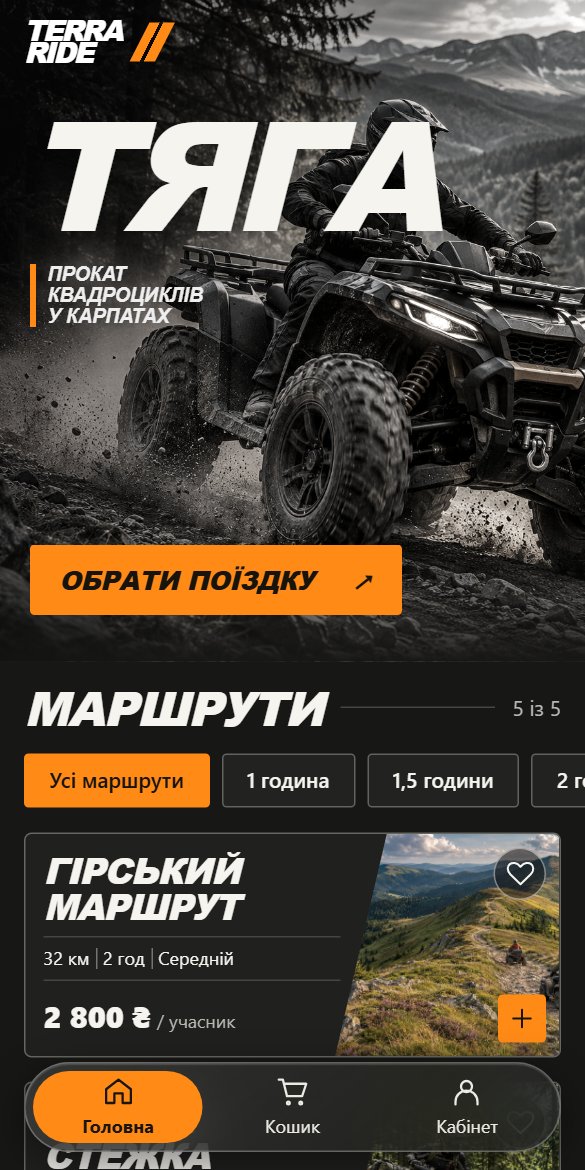 TERRA
RIDE
ТЯГА
ПРОКАТ
КВАДРОЦИКЛІВ
У КАРПАТАХ
ОБРАТИ ПОЇЗДКУ ↗
МАРШРУТИ
5 із 5
Усі маршрути
1 година
1,5 години
2 г
ГІРСЬКИЙ
МАРШРУТ
32 км | 2 год | Середній
2 800 ₴ / учасник
Головна
Кошик
Кабінет
СТЕЖКА